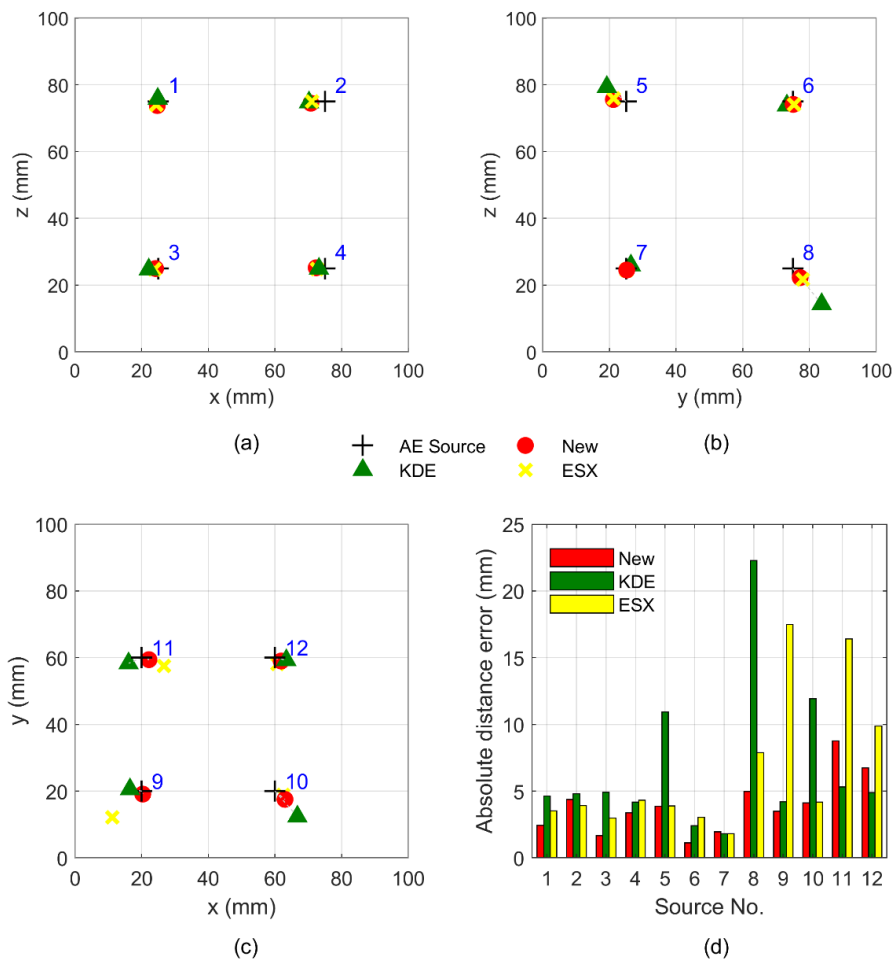 100
80
60
40
20
0
0 20 40 60 80 100
z (mm)
x (mm)
1
2
3
4
(a)
100
80
60
40
20
0
0 20 40 60 80 100
z (mm)
y (mm)
5
6
7
8
(b)
AE Source
New
KDE
ESX
100
80
60
40
20
0
0 20 40 60 80 100
y (mm)
x (mm)
11
12
9
10
(c)
25
20
15
10
5
0
1 2 3 4 5 6 7 8 9 10 11 12
Absolute distance error (mm)
Source No.
New
KDE
ESX
(d)